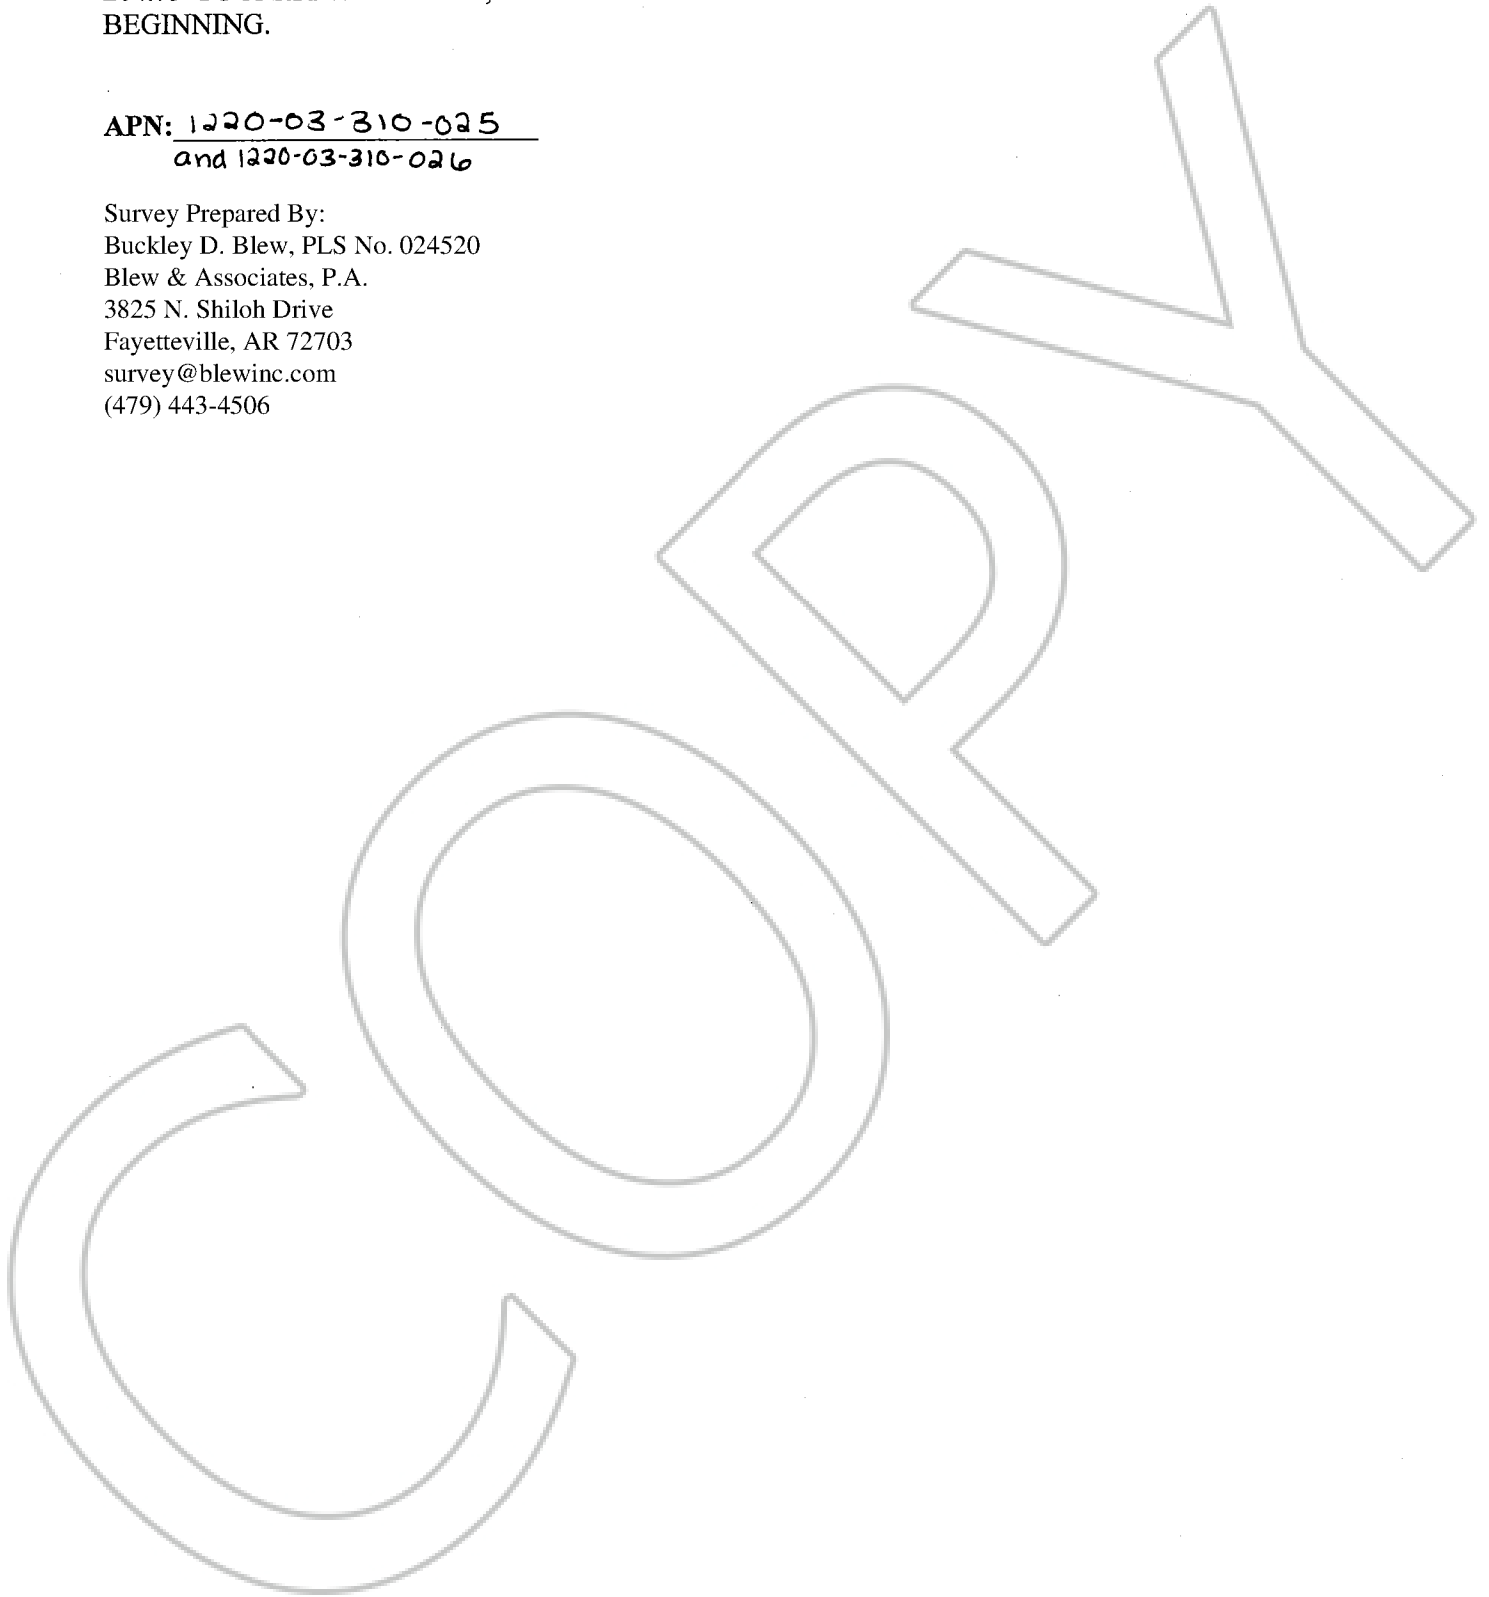 BEGINNING.
APN: 1220-03-310-025
and 1220-03-310-026
Survey Prepared By:
Buckley D. Blew, PLS No. 024520
Blew & Associates, P.A.
3825 N. Shiloh Drive
Fayetteville, AR 72703
survey@blewinc.com
(479) 443-4506
COPY